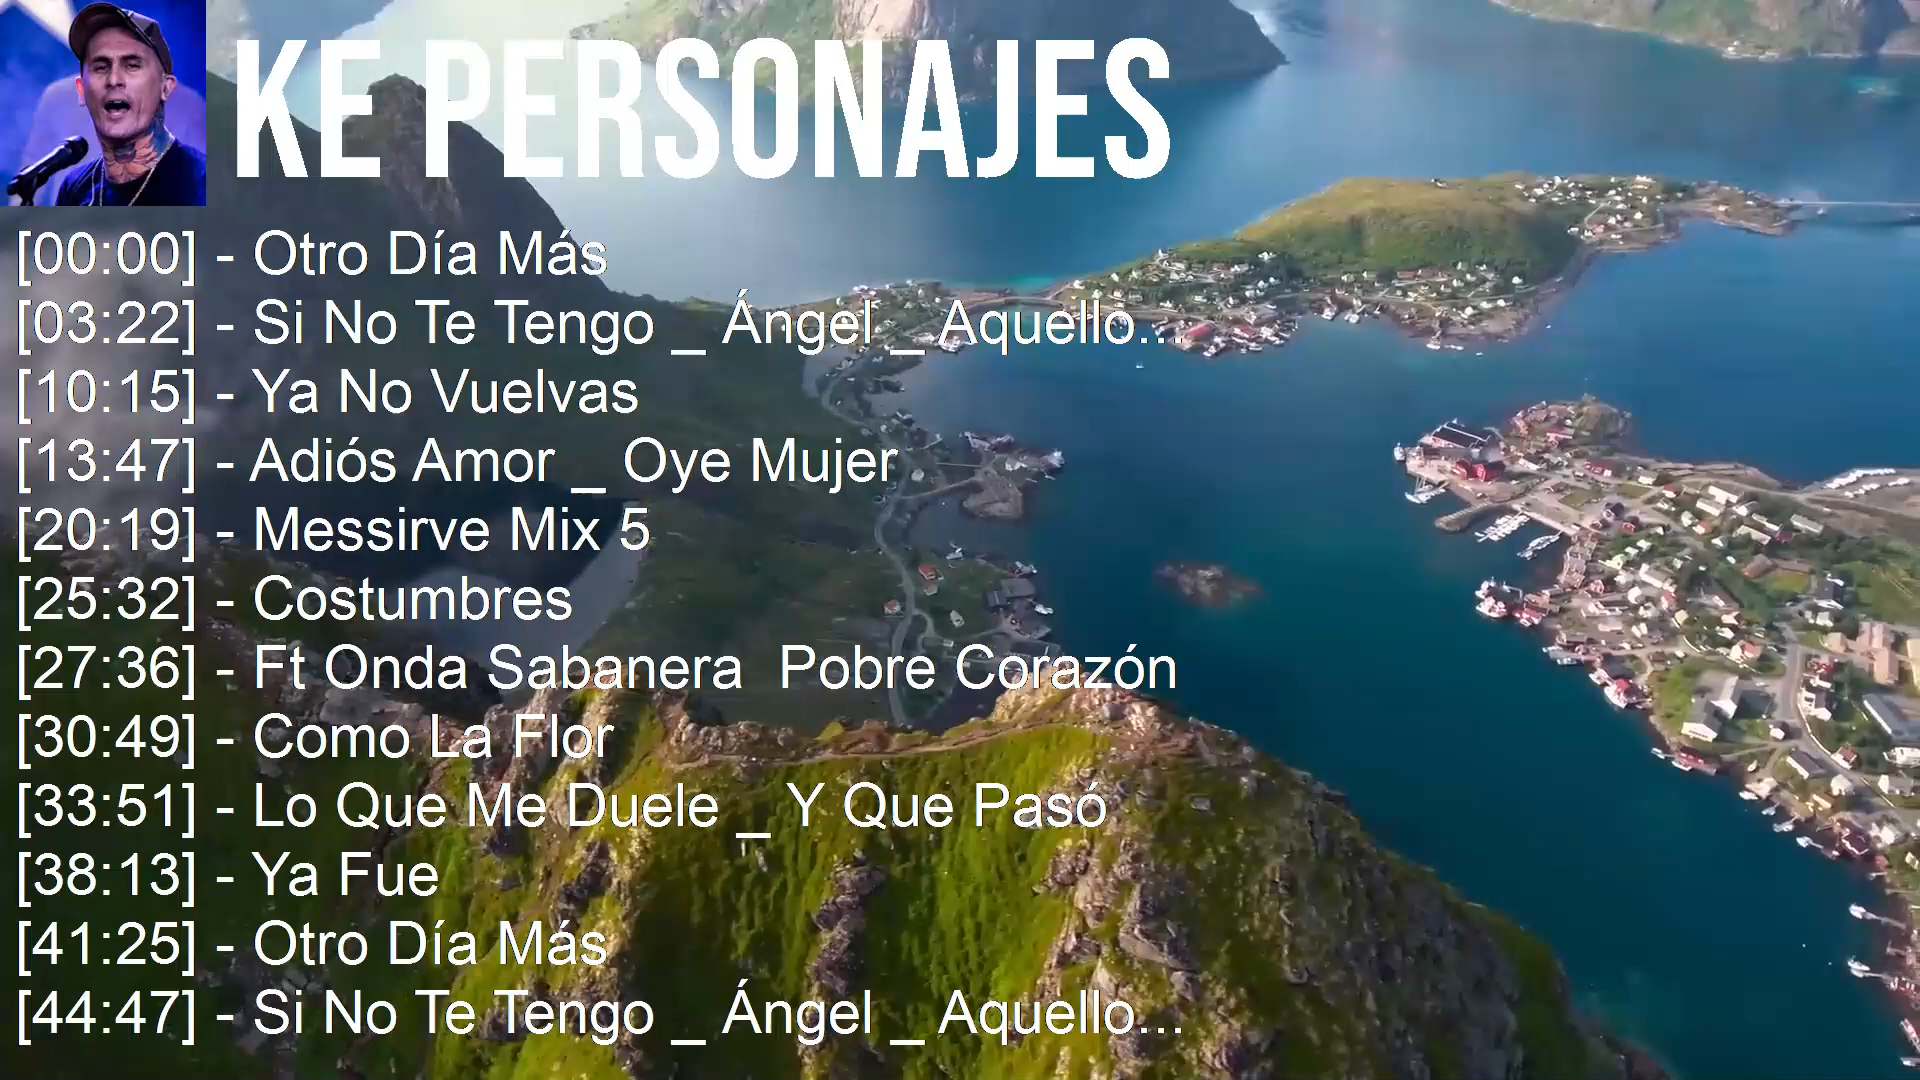 KE PERSONAJES
[00:00] - Otro Día Más
[03:22] - Si No Te Tengo _ Ángel _ Aquello...
[10:15] - Ya No Vuelvas
[13:47] - Adiós Amor _ Oye Mujer
[20:19] - Messirve Mix 5
[25:32] - Costumbres
[27:36] - Ft Onda Sabanera  Pobre Corazón
[30:49] - Como La Flor
[33:51] - Lo Que Me Duele _ Y Que Pasó
[38:13] - Ya Fue
[41:25] - Otro Día Más
[44:47] - Si No Te Tengo _ Ángel _ Aquello...